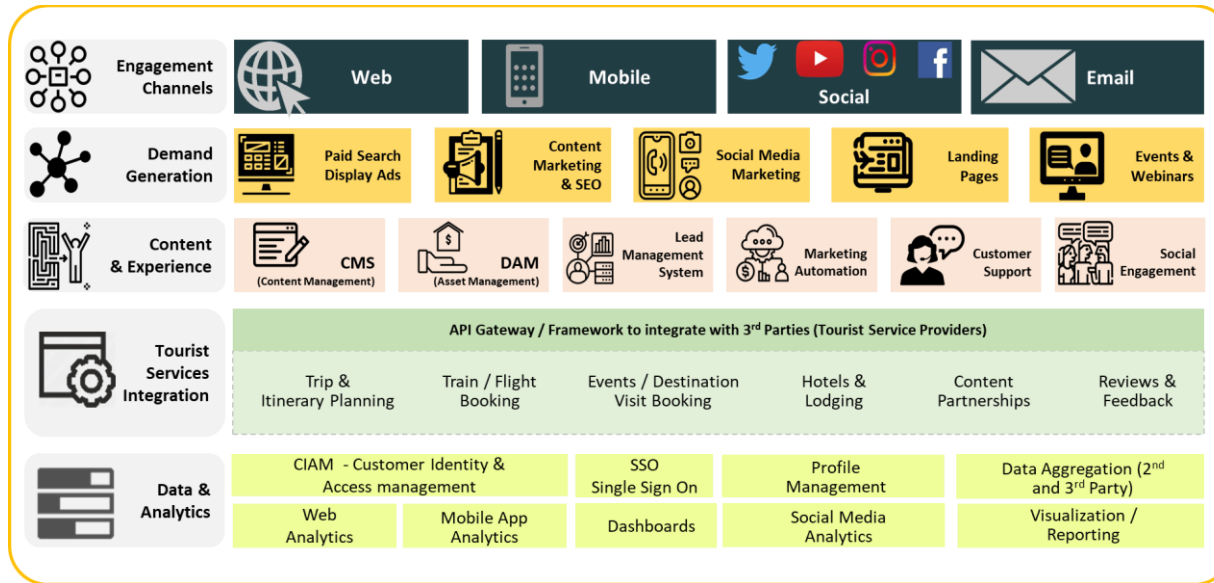 Engagement
Channels
Web
Mobile
Social
Email
Demand
Generation
Paid Search
Display Ads
Content
Marketing
& SEO
Social Media
Marketing
Landing
Pages
Events &
Webinars
Content
& Experience
CMS
(Content Management)
DAM
(Asset Management)
Lead
Management
System
Marketing
Automation
Customer
Support
Social
Engagement
Tourist
Services
Integration
API Gateway / Framework to integrate with 3rd Parties (Tourist Service Providers)
Trip &
Itinerary Planning
Train / Flight
Booking
Events / Destination
Visit Booking
Hotels &
Lodging
Content
Partnerships
Reviews &
Feedback
Data &
Analytics
CIAM - Customer Identity &
Access management
SSO
Single Sign On
Profile
Management
Data Aggregation (2nd
and 3rd Party)
Web
Analytics
Mobile App
Analytics
Dashboards
Social Media
Analytics
Visualization /
Reporting